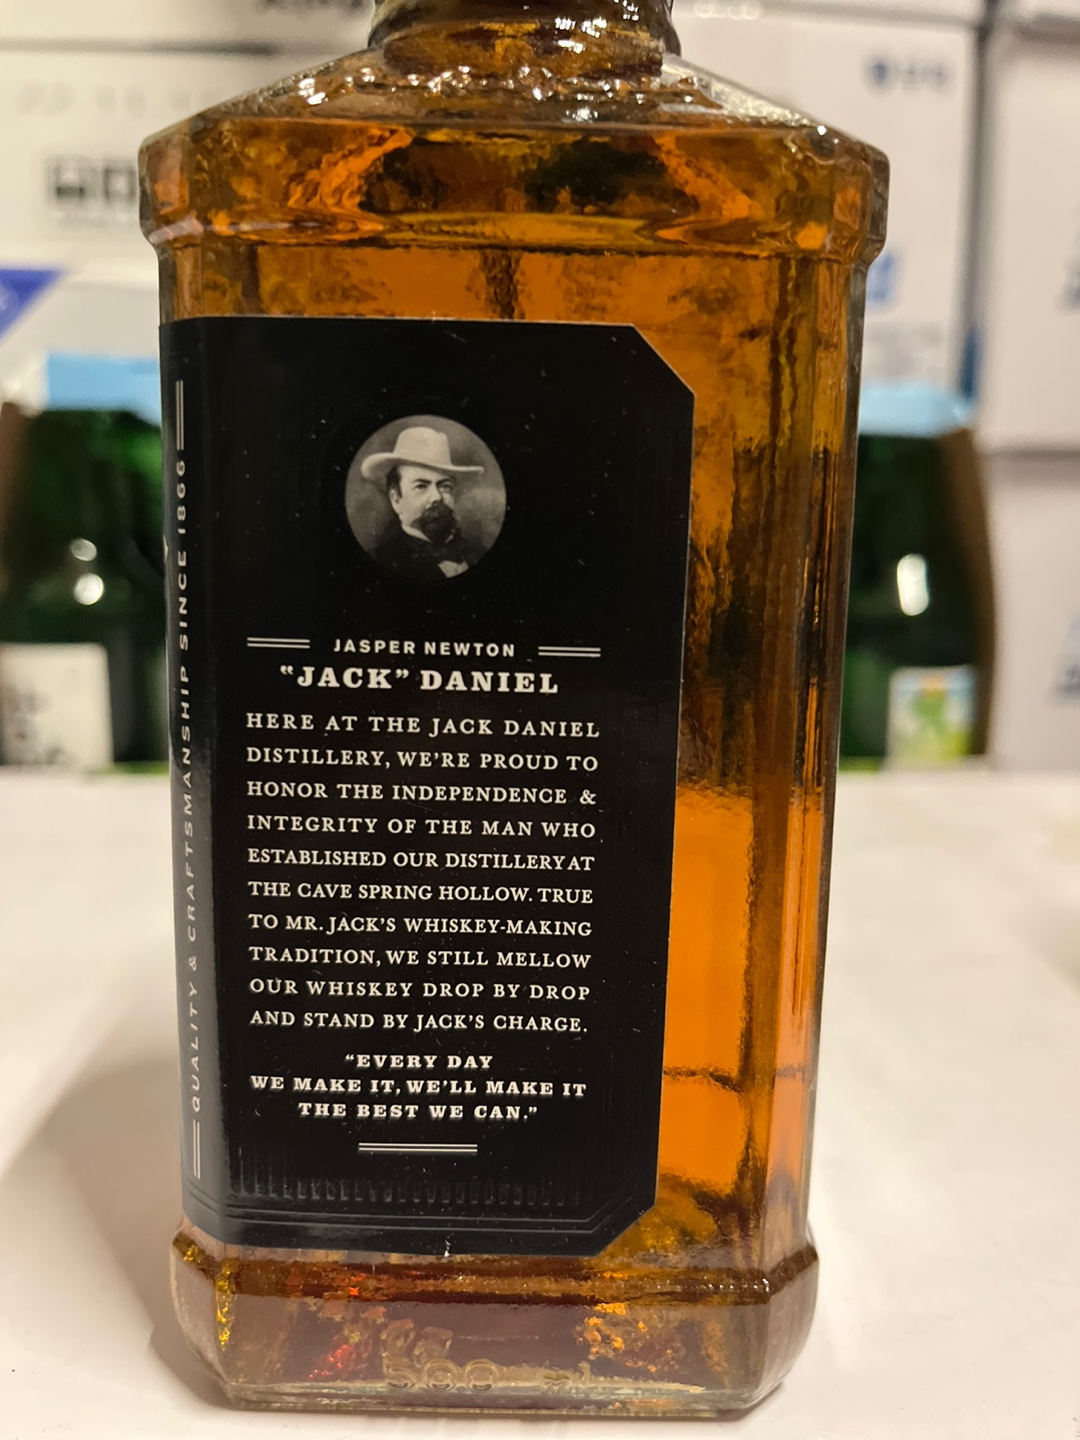 JASPER NEWTON
“JACK” DANIEL
HERE AT THE JACK DANIEL
DISTILLERY, WE’RE PROUD TO
HONOR THE INDEPENDENCE &
INTEGRITY OF THE MAN WHO
ESTABLISHED OUR DISTILLERY AT
THE CAVE SPRING HOLLOW. TRUE
TO MR. JACK’S WHISKEY-MAKING
TRADITION, WE STILL MELLOW
OUR WHISKEY DROP BY DROP
AND STAND BY JACK’S CHARGE.
“EVERY DAY
WE MAKE IT, WE’LL MAKE IT
THE BEST WE CAN.”
QUALITY & CRAFTSMANSHIP SINCE 1866
500